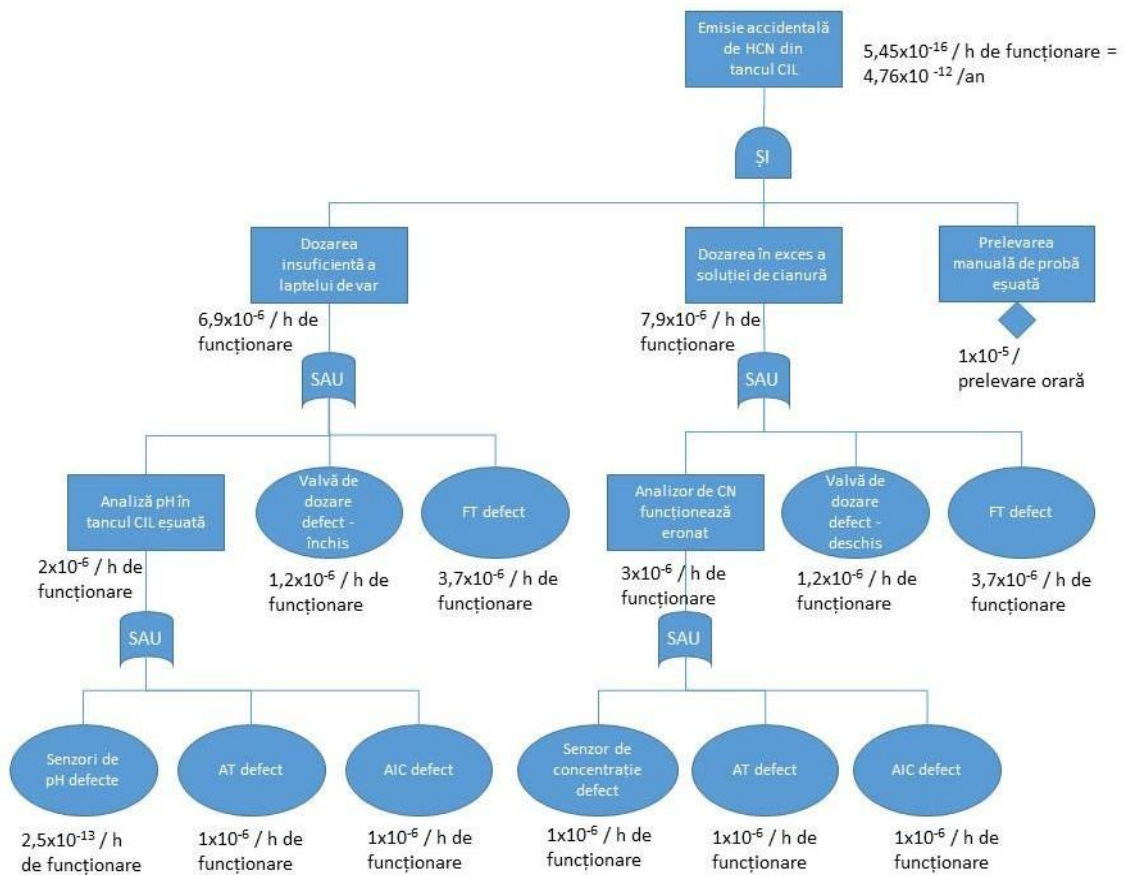 Emisie accidentală
de HCN din
tancul CIL
5,45x10⁻¹⁶ / h de funcționare =
4,76x10 ⁻¹² /an
ȘI
Dozarea
insuficientă a
laptelui de var
6,9x10⁻⁶ / h de
funcționare
Dozarea în exces a
soluției de cianură
7,9x10⁻⁶ / h de
funcționare
Prelevarea
manuală de probă
eșuată
1x10⁻⁵ /
prelevare orară
SAU
SAU
Analiză pH în
tancul CIL eșuată
2x10⁻⁶ / h de
funcționare
Valvă de
dozare
defect -
închis
1,2x10⁻⁶ / h de
funcționare
FT defect
3,7x10⁻⁶ / h de
funcționare
Analizor de CN
funcționează
eronat
3x10⁻⁶ / h de
funcționare
Valvă de
dozare
defect -
deschis
1,2x10⁻⁶ / h de
funcționare
FT defect
3,7x10⁻⁶ / h de
funcționare
SAU
SAU
Senzori de
pH defecte
2,5x10⁻¹³ / h
de funcționare
AT defect
1x10⁻⁶ / h de
funcționare
AIC defect
1x10⁻⁶ / h de
funcționare
Senzor de
concentrație
defect
1x10⁻⁶ / h de
funcționare
AT defect
1x10⁻⁶ / h de
funcționare
AIC defect
1x10⁻⁶ / h de
funcționare